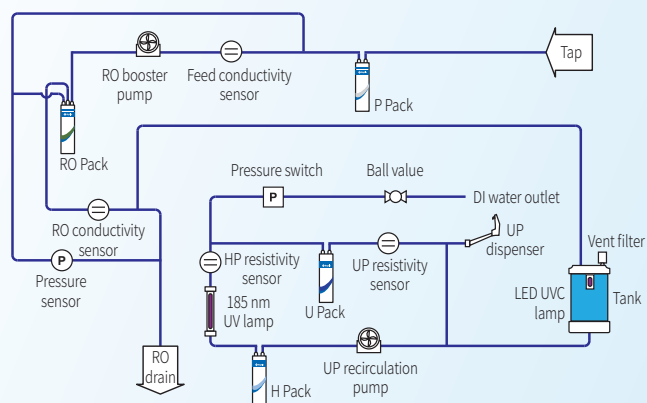 Tap
RO booster
pump
Feed conductivity
sensor
P Pack
RO Pack
Pressure switch
Ball value
P
DI water outlet
RO conductivity
sensor
UP
dispenser
Vent filter
P
Pressure
sensor
HP resistivity
sensor
UP resistivity
sensor
185 nm
UV lamp
U Pack
LED UVC
lamp
Tank
RO
drain
H Pack
UP recirculation
pump